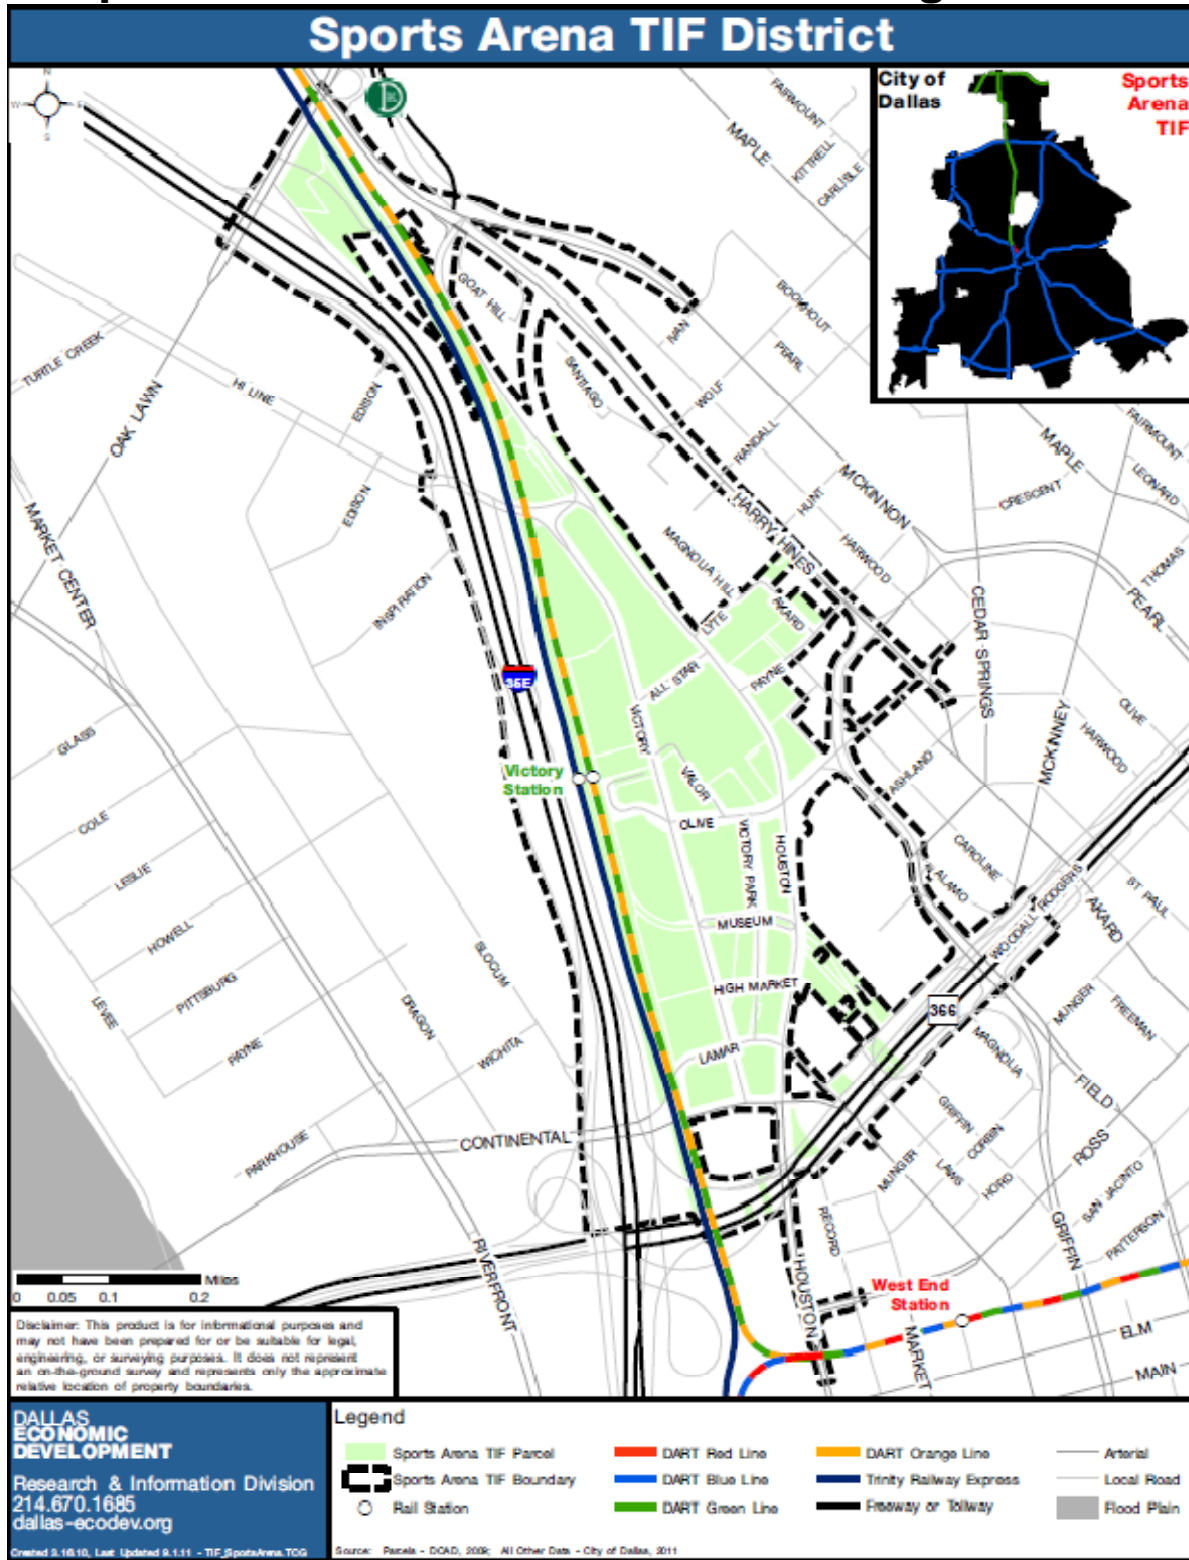 Sports Arena TIF District
N
W
E
S
City of
Dallas
Sports
Arena
TIF
FAIRMOUNT
MAPLE
KITTRELL
CARLISLE
GOAT HILL
IVAN
BOOKHOUT
PEARL
TURTLE CREEK
HI LINE
EDISON
OAK LAWN
SANTIAGO
WOLF
RANDALL
MAPLE
FAIRMOUNT
LEONARD
MCKINNON
CRESCENT
HUNT
HARRY HINES
HARWOOD
EDISON
MARKET CENTER
MAGNOLIA HILL
THOMAS
PEARL
INSPIRATION
LYTE
AKARD
CEDAR SPRINGS
35E
ALL STAR
PAYNE
VICTORY
OLIVE
MCKINNEY
HARWOOD
GLASS
Victory
Station
VALOR
ASHLAND
COLE
OLIVE
VICTORY PARK
HOUSTON
CAROLINE
ALAMO
LESLIE
WOODALL RODGERS
AKARD
ST PAUL
HOWELL
MUSEUM
SLOCUM
PITTSBURG
HIGH MARKET
LEVEE
DRAGON
366
MUNGER
FREEMAN
PAYNE
WICHITA
LAMAR
MAGNOLIA
FIELD
GRIFFIN
CORBIN
ROSS
PARKHOUSE
CONTINENTAL
MUNGER
LAWS
HORD
SAN JACINTO
RECORD
GRIFFIN
PATTERSON
RIVERFRONT
HOUSTON
West End
Station
MARKET
ELM
MAIN
Miles
0 0.05 0.1 0.2
Disclaimer: This product is for informational purposes and
may not have been prepared for or be suitable for legal,
engineering, or surveying purposes. It does not represent
an on-the-ground survey and represents only the approximate
relative location of property boundaries.
DALLAS
ECONOMIC
DEVELOPMENT
Research & Information Division
214.670.1685
dallas-ecodev.org
Created 3.16.10, Last Updated 9.1.11 - TIF_SportsArena.TCG
Legend
Sports Arena TIF Parcel
Sports Arena TIF Boundary
Rail Station
DART Red Line
DART Blue Line
DART Green Line
DART Orange Line
Trinity Railway Express
Freeway or Tollway
Arterial
Local Road
Flood Plain
Source: Parcels - DCAD, 2009; All Other Data - City of Dallas, 2011